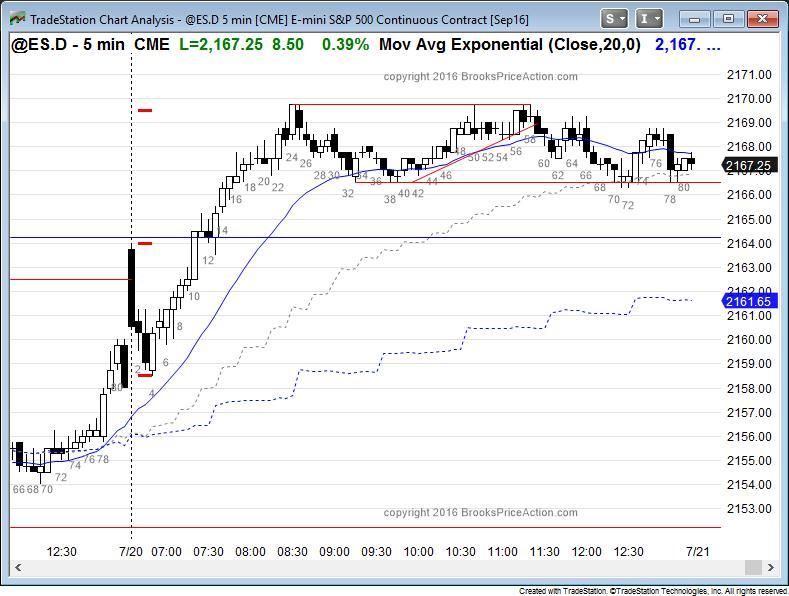 TradeStation Chart Analysis - @ES.D 5 min [CME] E-mini S&P 500 Continuous Contract [Sep16]
S I
@ES.D - 5 min CME L=2,167.25 8.50 0.39% Mov Avg Exponential (Close,20,0) 2,167. ...
copyright 2016 BrooksPriceAction.com
2171.00
2170.00
2169.00
2168.00
2167.25
2166.00
2165.00
2164.00
2163.00
2162.00
2161.65
2161.00
2160.00
2159.00
2158.00
2157.00
2156.00
2155.00
2154.00
2153.00
66 68 70 72 74 76 78 80 2 4 6 8 10 12 14 16 18 20 22 24 26 28 30 32 34 36 38 40 42 44 46 48 50 52 54 56 58 60 62 64 66 68 70 72 74 76 78 80
copyright 2016 BrooksPriceAction.com
12:30 7/20 07:00 07:30 08:00 08:30 09:00 09:30 10:00 10:30 11:00 11:30 12:00 12:30 7/21
Created with TradeStation. ©TradeStation Technologies, Inc. All rights reserved.